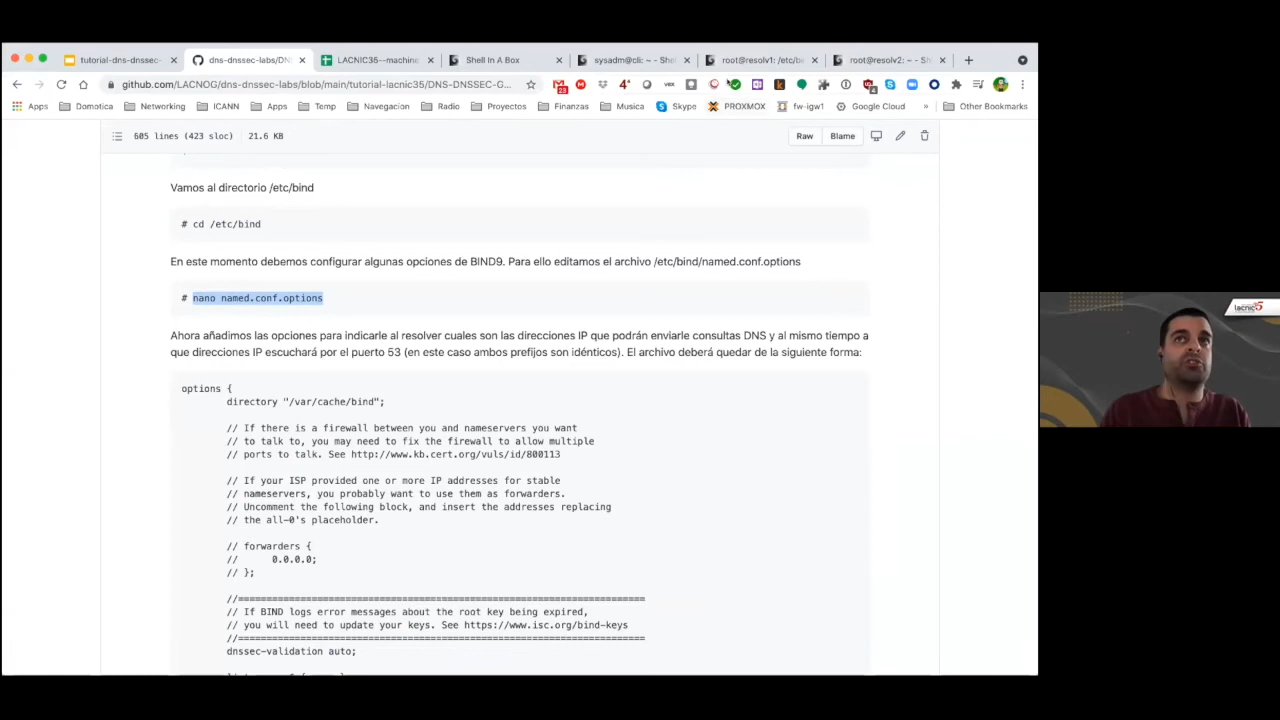 tutorial-dns-dnssec-
dns-dnssec-labs/DN
LACNIC36--machine
Shell In A Box
sysadm@cli: ~ - She
root@resolv1: /etc/b
root@resolv2: ~ - Sh
github.com/LACNOG/dns-dnssec-labs/blob/main/tutorial-lacnic35/DNS-DNSSEC-G...
Apps Domotica Networking ICANN Apps Temp Navegacion Radio Proyectos Finanzas Musica Skype PROXMOX fw-igw1 Google Cloud » Other Bookmarks
605 lines (423 sloc) 21.6 KB
Raw Blame
Vamos al directorio /etc/bind
# cd /etc/bind
En este momento debemos configurar algunas opciones de BIND9. Para ello editamos el archivo /etc/bind/named.conf.options
# nano named.conf.options
Ahora añadimos las opciones para indicarle al resolver cuales son las direcciones IP que podrán enviarle consultas DNS y al mismo tiempo a
que direcciones IP escuchará por el puerto 53 (en este caso ambos prefijos son idénticos). El archivo deberá quedar de la siguiente forma:
options {
directory "/var/cache/bind";
// If there is a firewall between you and nameservers you want
// to talk to, you may need to fix the firewall to allow multiple
// ports to talk. See http://www.kb.cert.org/vuls/id/800113
// If your ISP provided one or more IP addresses for stable
// nameservers, you probably want to use them as forwarders.
// Uncomment the following block, and insert the addresses replacing
// the all-0's placeholder.
// forwarders {
// 0.0.0.0;
// };
//========================================================================
// If BIND logs error messages about the root key being expired,
// you will need to update your keys. See https://www.isc.org/bind-keys
//========================================================================
dnssec-validation auto;
lacnic35